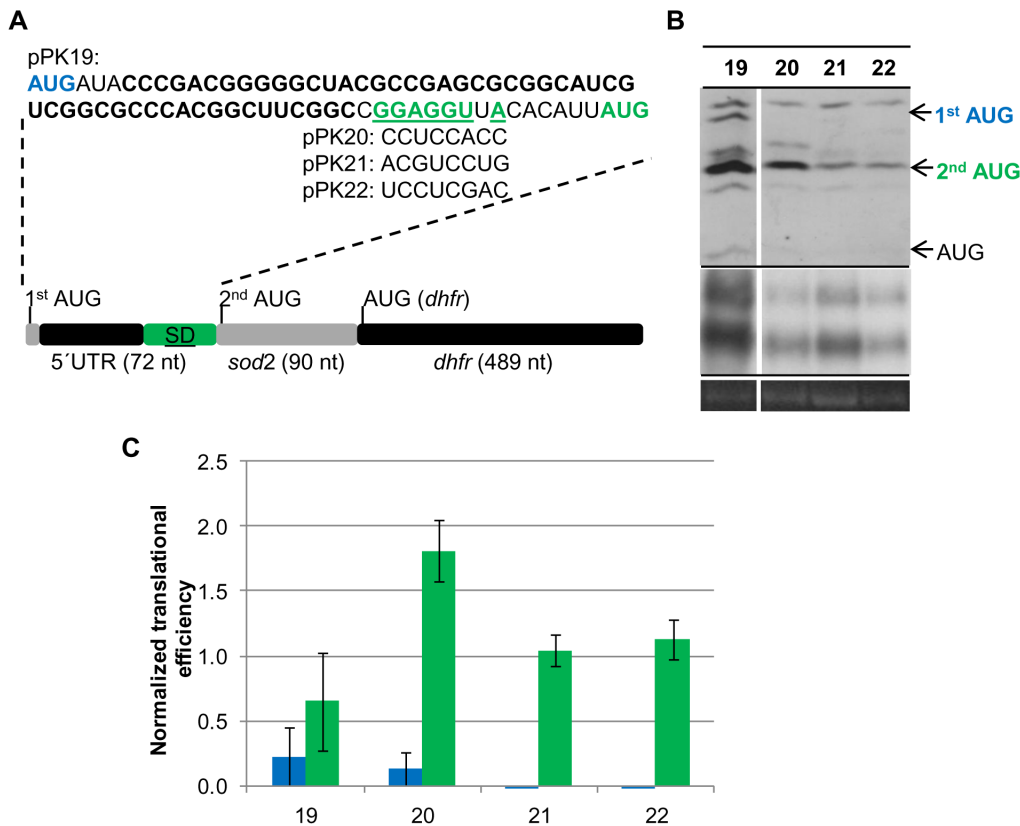 A
pPK19:
AUGAUACCCGACGGGGGCUACGCCGAGCGCGGCAUCG
UCGGCGCCCACGGCUUCGGCCGGAGGUUACACAUUAUG
pPK20: CCUCCACC
pPK21: ACGUCCUG
pPK22: UCCUCGAC
1st AUG
2nd AUG
AUG (dhfr)
SD
5´UTR (72 nt)
sod2 (90 nt)
dhfr (489 nt)
B
19 20 21 22
1st AUG
2nd AUG
AUG
C
Normalized translational
efficiency
2.5
2.0
1.5
1.0
0.5
0.0
19 20 21 22